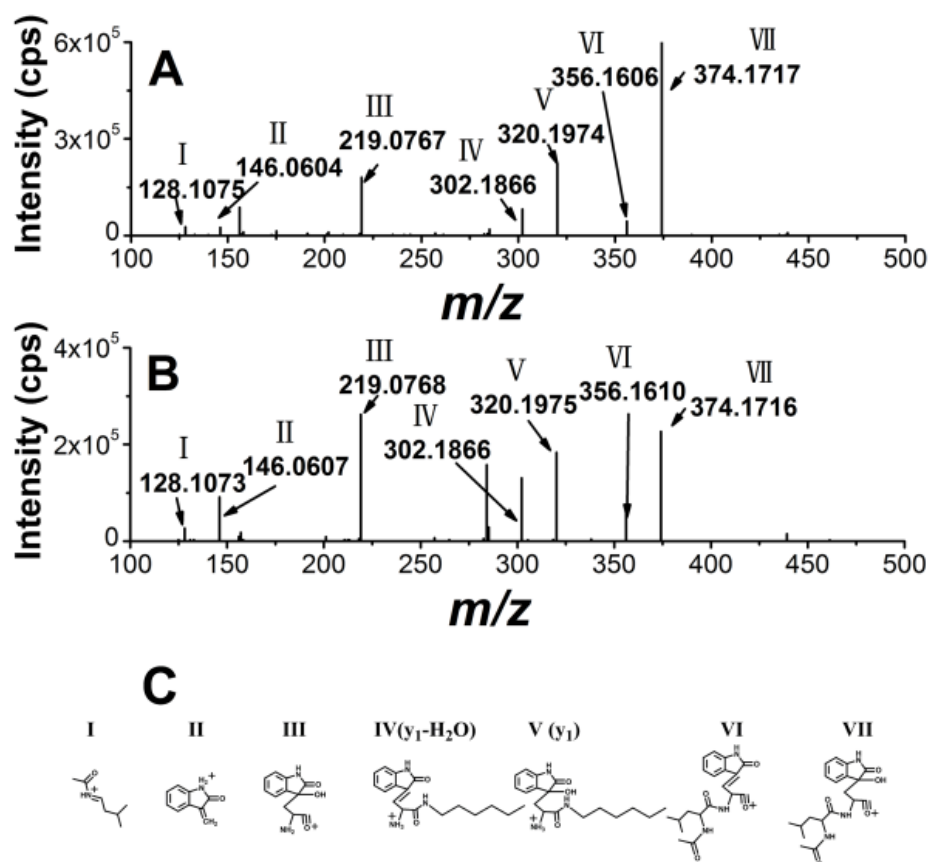 A
Intensity (cps)
6x10⁵
3x10⁵
0
Ⅰ
128.1075
Ⅱ
146.0604
Ⅲ
219.0767
Ⅳ
302.1866
Ⅴ
320.1974
Ⅵ
356.1606
Ⅶ
374.1717
100 150 200 250 300 350 400 450 500
m/z
B
Intensity (cps)
4x10⁵
2x10⁵
0
Ⅰ
128.1073
Ⅱ
146.0607
Ⅲ
219.0768
Ⅳ
302.1866
Ⅴ
320.1975
Ⅵ
356.1610
Ⅶ
374.1716
100 150 200 250 300 350 400 450 500
m/z
C
I II III IV(y₁-H₂O) V (y₁) VI VII